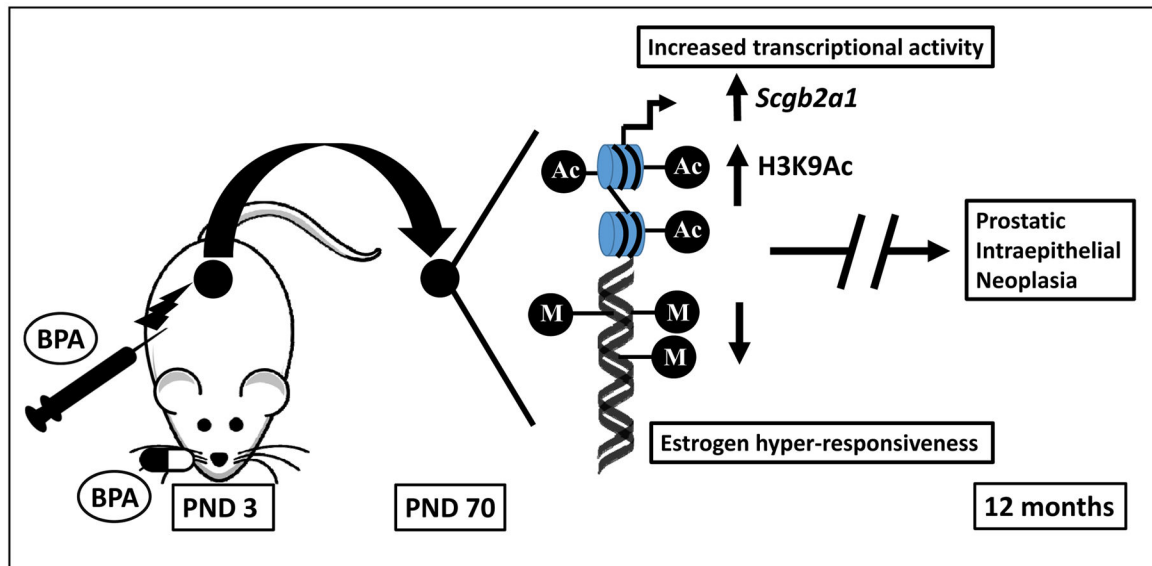 Increased transcriptional activity
Scgb2a1
Ac
Ac
H3K9Ac
Ac
Prostatic
Intraepithelial
Neoplasia
BPA
M
M
M
Estrogen hyper-responsiveness
BPA
PND 3
PND 70
12 months